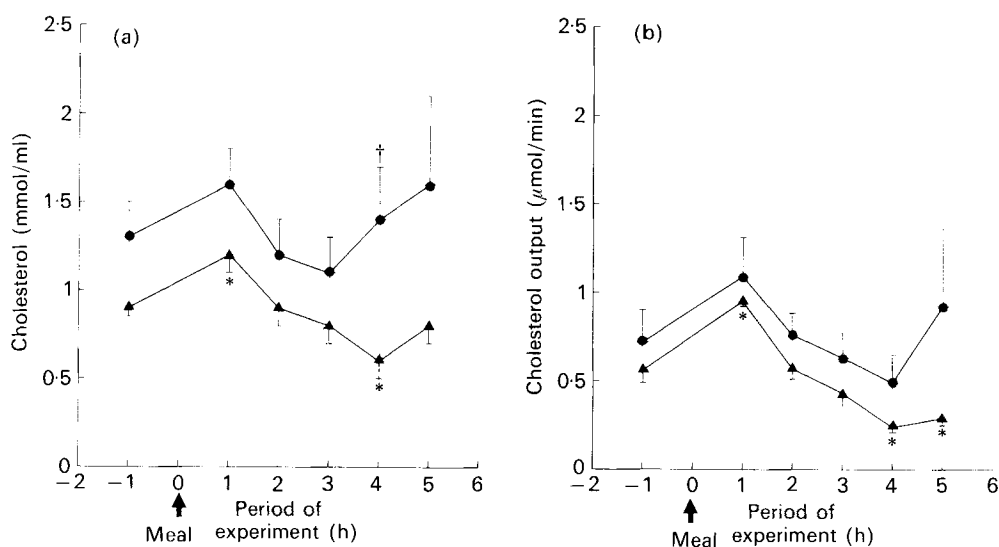 (a)
Cholesterol (mmol/ml)
2·5
2
1·5
1
0·5
0
−2 −1 0 1 2 3 4 5 6
†
*
*
Meal
Period of
experiment (h)
(b)
Cholesterol output (μmol/min)
2·5
2
1·5
1
0·5
0
−2 −1 0 1 2 3 4 5 6
*
*
*
Meal
Period of
experiment (h)